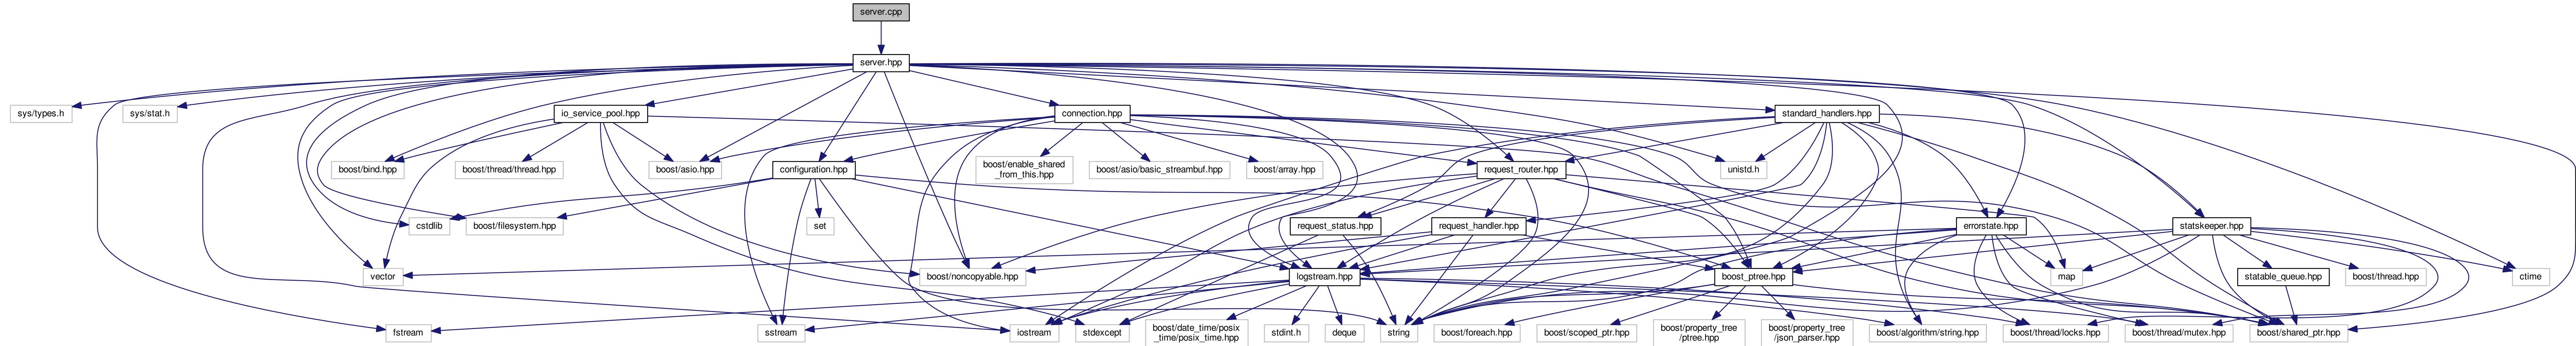 server.cpp
server.hpp
sys/types.h
sys/stat.h
io_service_pool.hpp
connection.hpp
standard_handlers.hpp
boost/bind.hpp
boost/thread/thread.hpp
boost/asio.hpp
configuration.hpp
boost/enable_shared
_from_this.hpp
boost/asio/basic_streambuf.hpp
boost/array.hpp
request_router.hpp
unistd.h
cstdlib
boost/filesystem.hpp
set
request_status.hpp
request_handler.hpp
errorstate.hpp
statskeeper.hpp
vector
boost/noncopyable.hpp
logstream.hpp
boost_ptree.hpp
map
statable_queue.hpp
boost/thread.hpp
ctime
fstream
sstream
iostream
stdexcept
boost/date_time/posix
_time/posix_time.hpp
stdint.h
deque
string
boost/foreach.hpp
boost/scoped_ptr.hpp
boost/property_tree
/ptree.hpp
boost/property_tree
/json_parser.hpp
boost/algorithm/string.hpp
boost/thread/locks.hpp
boost/thread/mutex.hpp
boost/shared_ptr.hpp